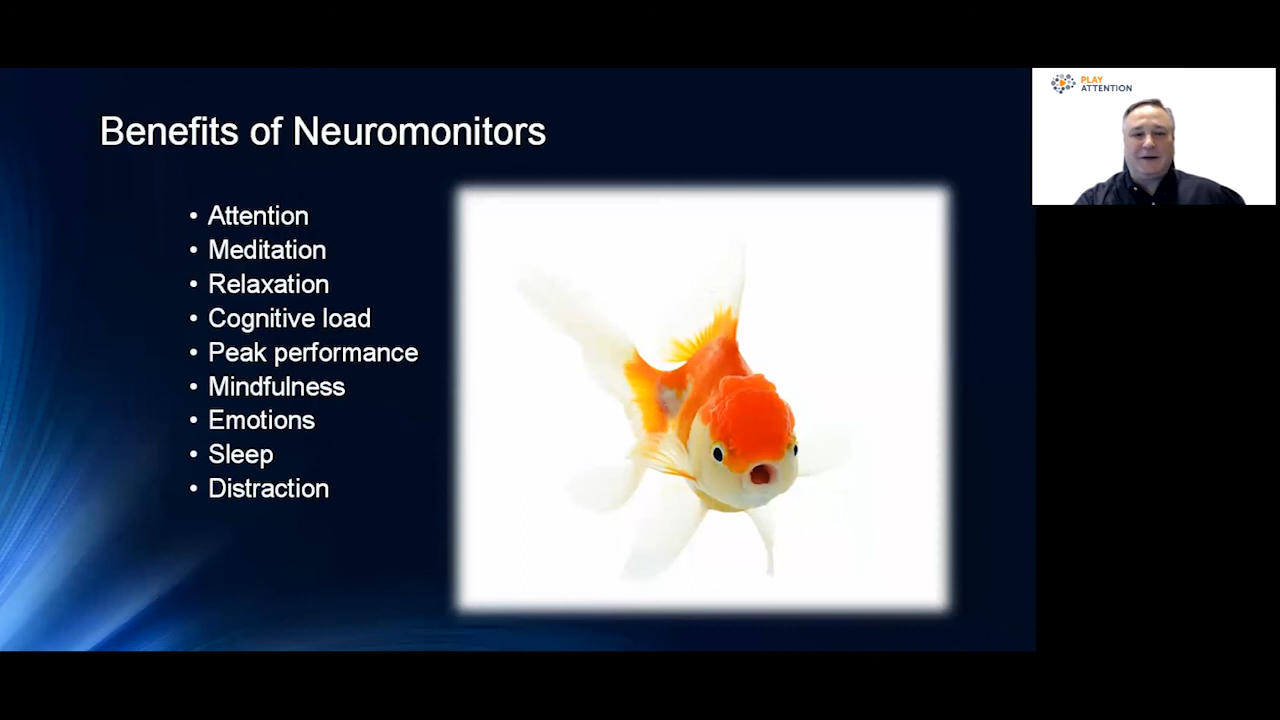 Benefits of Neuromonitors
• Attention
• Meditation
• Relaxation
• Cognitive load
• Peak performance
• Mindfulness
• Emotions
• Sleep
• Distraction
PLAY
ATTENTION